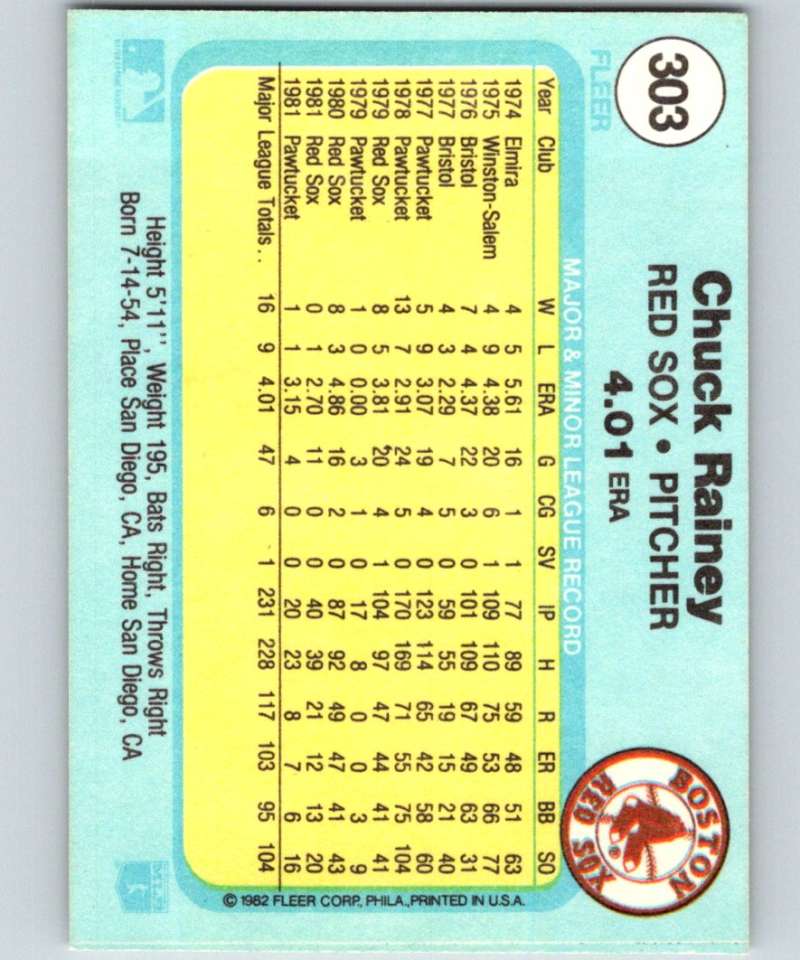 303
FLEER
Chuck Rainey
RED SOX • PITCHER
4.01 ERA
BOSTON
RED SOX
MAJOR & MINOR LEAGUE RECORD
Year Club W L ERA G CG SV IP H R ER BB SO
1974 Elmira 4 5 5.61 16 1 1 77 89 59 48 51 63
1975 Winston-Salem 4 9 4.38 20 6 1 109 110 75 53 66 77
1976 Bristol 7 4 4.37 22 3 0 101 109 67 49 63 31
1977 Bristol 4 3 2.29 7 5 0 59 55 19 15 21 40
1977 Pawtucket 5 9 3.07 19 4 0 123 114 65 42 58 60
1978 Pawtucket 13 7 2.91 24 5 0 170 169 71 55 75 104
1979 Red Sox 8 5 3.81 20 4 1 104 97 47 44 41 41
1979 Pawtucket 1 0 0.00 3 1 0 17 8 0 0 3 9
1980 Red Sox 8 3 4.86 16 2 0 87 92 49 47 41 43
1981 Red Sox 0 1 2.70 11 0 0 40 39 21 12 13 20
1981 Pawtucket 1 1 3.15 4 0 0 20 23 8 7 6 16
Major League Totals . . 16 9 4.01 47 6 1 231 228 117 103 95 104
© 1982 FLEER CORP., PHILA., PRINTED IN U.S.A.
Height 5'11'', Weight 195, Bats Right, Throws Right
Born 7-14-54, Place San Diego, CA, Home San Diego, CA